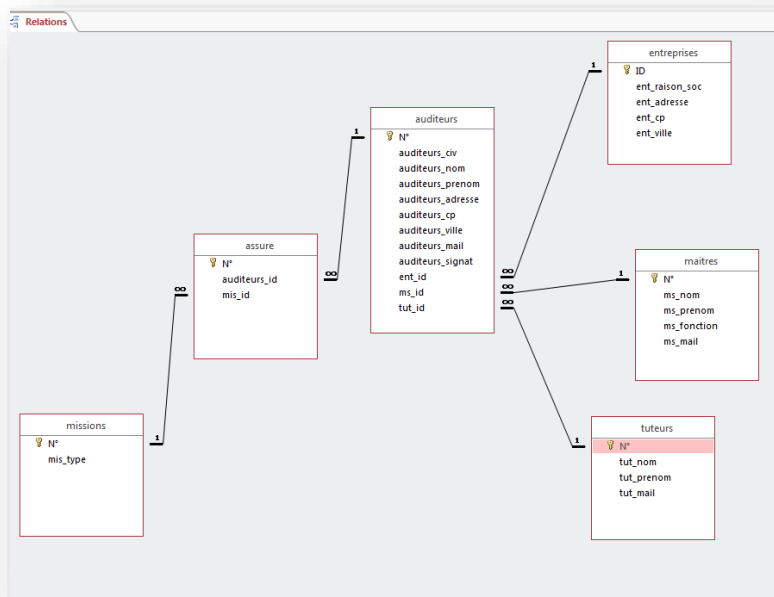 Relations
entreprises
ID
ent_raison_soc
ent_adresse
ent_cp
ent_ville
1
auditeurs
N°
auditeurs_civ
auditeurs_nom
auditeurs_prenom
auditeurs_adresse
auditeurs_cp
auditeurs_ville
auditeurs_mail
auditeurs_signat
ent_id
ms_id
tut_id
1
∞
∞
∞
assure
N°
auditeurs_id
mis_id
∞
∞
maitres
N°
ms_nom
ms_prenom
ms_fonction
ms_mail
1
missions
N°
mis_type
1
tuteurs
N°
tut_nom
tut_prenom
tut_mail
1